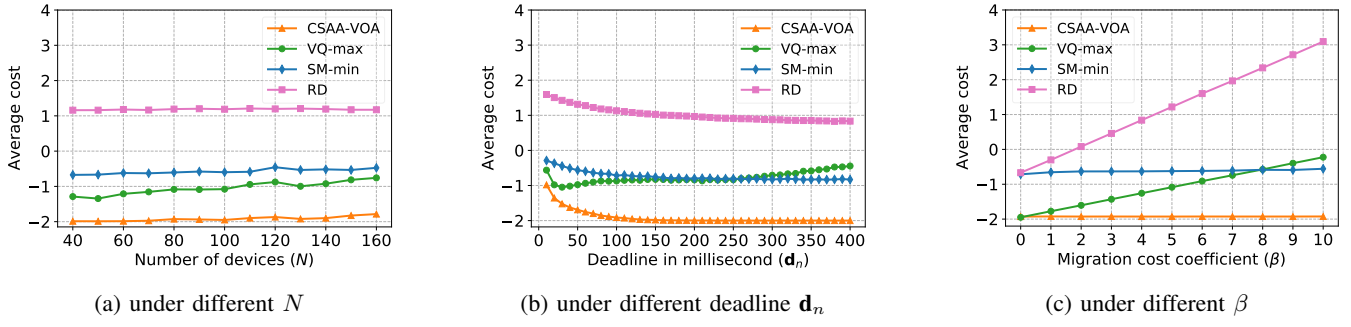 4
3
2
1
0
−1
−2
Average cost
CSAA-VOA
VQ-max
SM-min
RD
40 60 80 100 120 140 160
Number of devices (N)
(a) under different N
4
3
2
1
0
−1
−2
Average cost
CSAA-VOA
VQ-max
SM-min
RD
0 50 100 150 200 250 300 350 400
Deadline in millisecond (dₙ)
(b) under different deadline dₙ
4
3
2
1
0
−1
−2
Average cost
CSAA-VOA
VQ-max
SM-min
RD
0 1 2 3 4 5 6 7 8 9 10
Migration cost coefficient (β)
(c) under different β